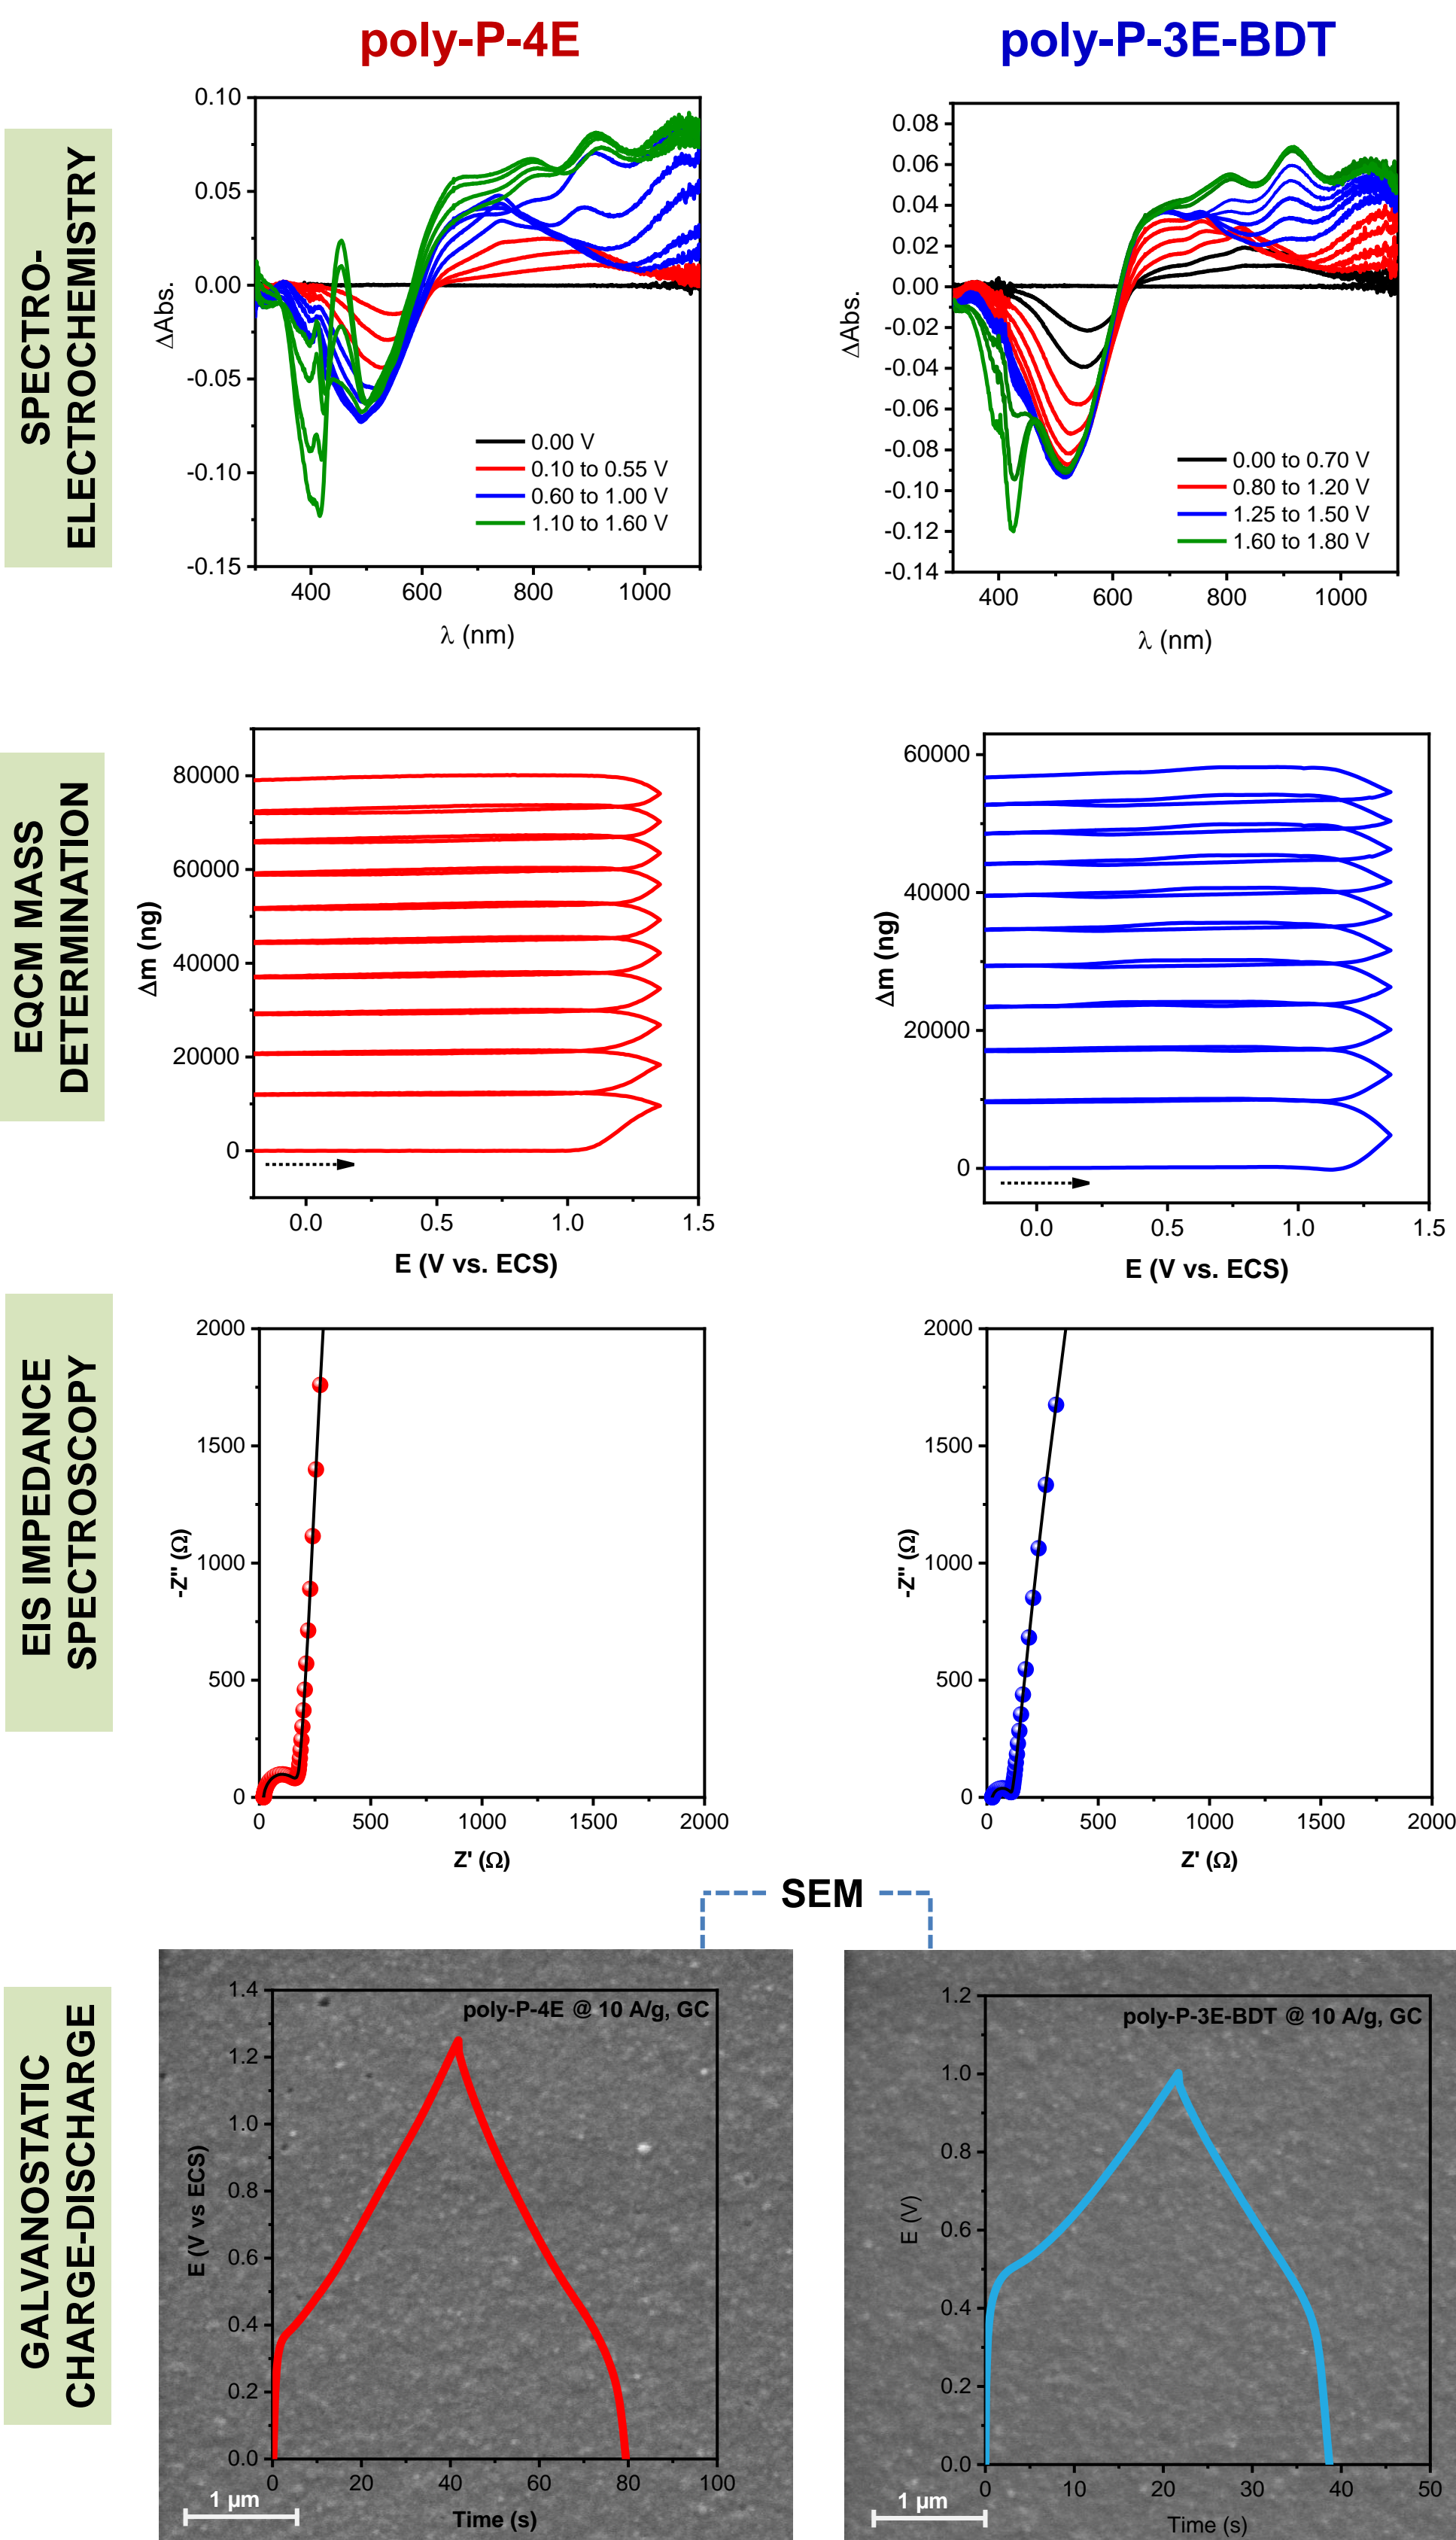 poly-P-4E
poly-P-3E-BDT
SPECTRO-
ELECTROCHEMISTRY
0.10
0.05
0.00
-0.05
-0.10
-0.15
ΔAbs.
400
600
800
1000
λ (nm)
0.00 V
0.10 to 0.55 V
0.60 to 1.00 V
1.10 to 1.60 V
0.08
0.06
0.04
0.02
0.00
-0.02
-0.04
-0.06
-0.08
-0.10
-0.12
-0.14
ΔAbs.
400
600
800
1000
λ (nm)
0.00 to 0.70 V
0.80 to 1.20 V
1.25 to 1.50 V
1.60 to 1.80 V
EQCM MASS
DETERMINATION
80000
60000
40000
20000
0
Δm (ng)
0.0
0.5
1.0
1.5
E (V vs. ECS)
60000
40000
20000
0
Δm (ng)
0.0
0.5
1.0
1.5
E (V vs. ECS)
EIS IMPEDANCE
SPECTROSCOPY
2000
1500
1000
500
0
-Z'' (Ω)
0
500
1000
1500
2000
Z' (Ω)
2000
1500
1000
500
0
-Z'' (Ω)
0
500
1000
1500
2000
Z' (Ω)
SEM
GALVANOSTATIC
CHARGE-DISCHARGE
1.4
1.2
1.0
0.8
0.6
0.4
0.2
0.0
E (V vs ECS)
poly-P-4E @ 10 A/g, GC
0
20
40
60
80
100
Time (s)
1 µm
1.2
1.0
0.8
0.6
0.4
0.2
0.0
E (V)
poly-P-3E-BDT @ 10 A/g, GC
0
10
20
30
40
50
Time (s)
1 µm